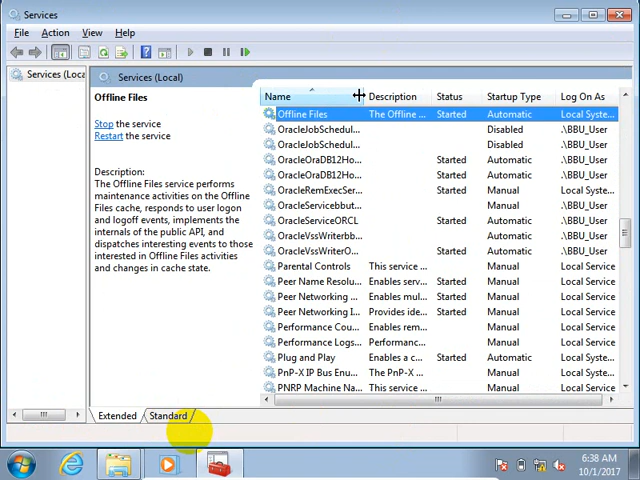 Services
File Action View Help
Services (Loca
Services (Local)
Offline Files
Stop the service
Restart the service
Description:
The Offline Files service performs
maintenance activities on the Offline
Files cache, responds to user logon
and logoff events, implements the
internals of the public API, and
dispatches interesting events to those
interested in Offline Files activities
and changes in cache state.
Name Description Status Startup Type Log On As
Offline Files The Offline ... Started Automatic Local Syste...
OracleJobSchedul... Disabled .\BBU_User
OracleJobSchedul... Disabled .\BBU_User
OracleOraDB12Ho... Started Automatic .\BBU_User
OracleRemExecSer... Started Manual Local Syste...
OracleServicebbut... Manual .\BBU_User
OracleServiceORCL Started Automatic .\BBU_User
OracleVssWriterbb... Manual .\BBU_User
OracleVssWriterO... Started Automatic .\BBU_User
Parental Controls This service ... Manual Local Service
Peer Name Resolu... Enables serv... Started Manual Local Service
Peer Networking ... Enables mul... Started Manual Local Service
Peer Networking I... Provides ide... Started Manual Local Service
Performance Cou... Enables rem... Manual Local Service
Performance Logs... Performanc... Manual Local Service
Plug and Play Enables a c... Started Automatic Local Syste...
PnP-X IP Bus Enu... The PnP-X ... Manual Local Syste...
PNRP Machine Na... This service ... Manual Local Service
Extended Standard
6:38 AM
10/1/2017